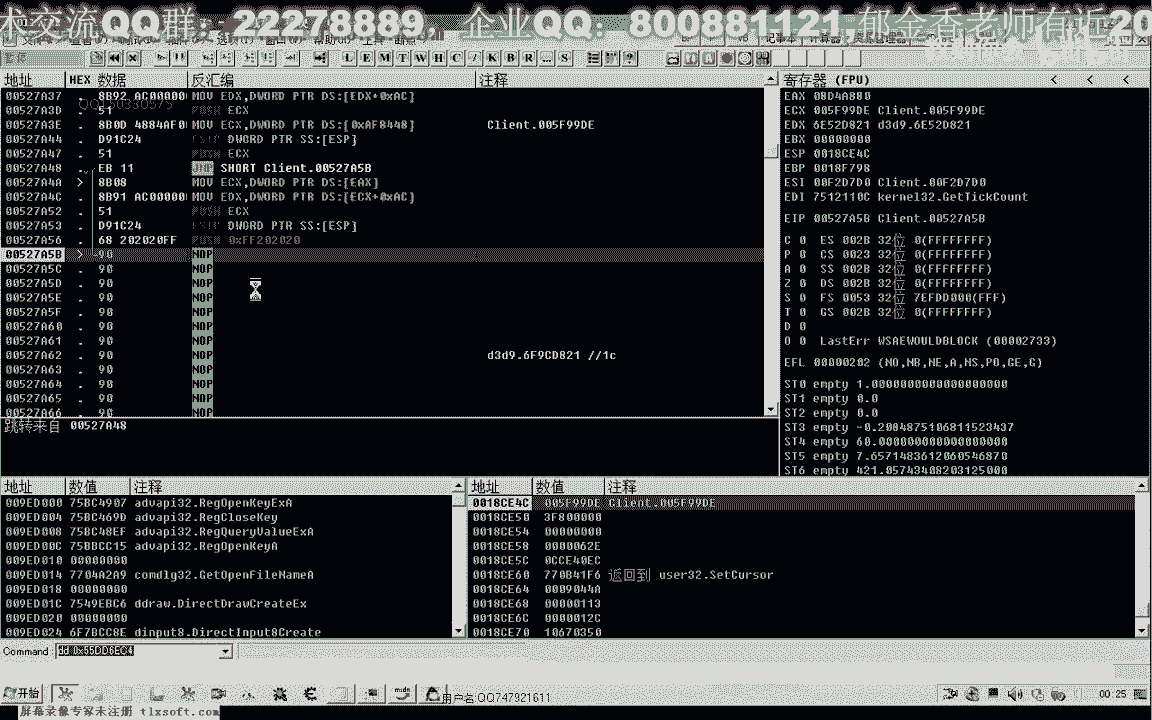 术交流QQ群：22278889， 企业QQ：800881121,郁金香老师有近20
地址 HEX 数据 反汇编 注释
QQ150330575
00527A37 . 8B92 AC00000 MOV EDX,DWORD PTR DS:[EDX+0xAC]
00527A3D . 51 PUSH ECX
00527A3E . 8B0D 4884AF0 MOV ECX,DWORD PTR DS:[0xAF8448] Client.005F99DE
00527A44 . D91C24 FSTP DWORD PTR SS:[ESP]
00527A47 . 51 PUSH ECX
00527A48 . EB 11 JMP SHORT Client.00527A5B
00527A4A > 8B08 MOV ECX,DWORD PTR DS:[EAX]
00527A4C . 8B91 AC00000 MOV EDX,DWORD PTR DS:[ECX+0xAC]
00527A52 . 51 PUSH ECX
00527A53 . D91C24 FSTP DWORD PTR SS:[ESP]
00527A56 . 68 202020FF PUSH 0xFF202020
00527A5B > 90 NOP
00527A5C . 90 NOP
00527A5D . 90 NOP
00527A5E . 90 NOP
00527A5F . 90 NOP
00527A60 . 90 NOP
00527A61 . 90 NOP
00527A62 . 90 NOP d3d9.6F9CD821 //1c
00527A63 . 90 NOP
00527A64 . 90 NOP
00527A65 . 90 NOP
00527A66 . 90 NOP
跳转来自 00527A48
寄存器 (FPU) < < <
EAX 08D4A880
ECX 005F99DE Client.005F99DE
EDX 6E52D821 d3d9.6E52D821
EBX 00000000
ESP 0018CE4C
EBP 0018F798
ESI 00F2D7D0 Client.00F2D7D0
EDI 7512110C kernel32.GetTickCount
EIP 00527A5B Client.00527A5B
C 0 ES 002B 32位 0(FFFFFFFF)
P 0 CS 0023 32位 0(FFFFFFFF)
A 0 SS 002B 32位 0(FFFFFFFF)
Z 0 DS 002B 32位 0(FFFFFFFF)
S 0 FS 0053 32位 7EFDD000(FFF)
T 0 GS 002B 32位 0(FFFFFFFF)
D 0
O 0 LastErr WSAEWOULDBLOCK (00002733)
EFL 00000202 (NO,NB,NE,A,NS,PO,GE,G)
ST0 empty 1.0000000000000000000
ST1 empty 0.0
ST2 empty 0.0
ST3 empty -0.2004875106811523437
ST4 empty 60.000000000000000000
ST5 empty 7.6571483612060546870
ST6 empty 421.05743408203125000
地址 数值 注释
009ED000 75BC4907 advapi32.RegOpenKeyExA
009ED004 75BC469D advapi32.RegCloseKey
009ED008 75BC48EF advapi32.RegQueryValueExA
009ED00C 75BBCC15 advapi32.RegOpenKeyA
009ED010 00000000
009ED014 7704A2A9 comdlg32.GetOpenFileNameA
009ED018 00000000
009ED01C 7549EBC6 ddraw.DirectDrawCreateEx
009ED020 00000000
009ED024 6F7BCC8E dinput8.DirectInput8Create
地址 数值 注释
0018CE4C 005F99DE Client.005F99DE
0018CE50 3F800000
0018CE54 00000000
0018CE58 0000062E
0018CE5C 0CCE40EC
0018CE60 770B41F6 返回到 user32.SetCursor
0018CE64 0009044A
0018CE68 00000113
0018CE6C 0000012C
0018CE70 10670350
Command: dd 0x55DD6EC4
开始 用户名:QQ747921611 00:25
屏幕录像专家未注册 tlxsoft.com